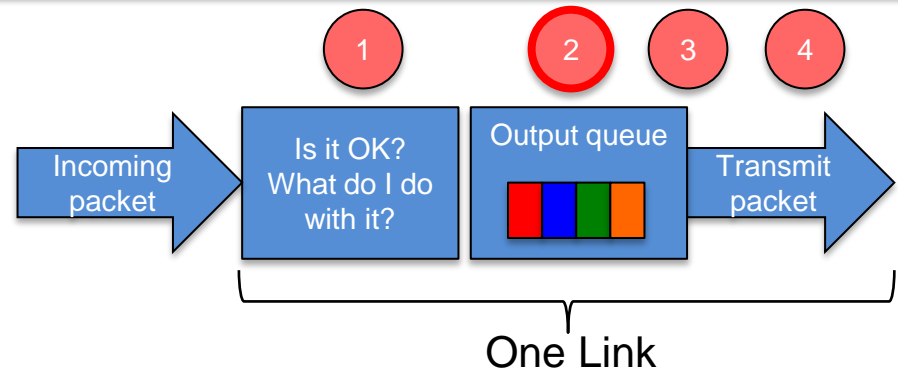 1
2
3
4
Incoming
packet
Is it OK?
What do I do
with it?
Output queue
Transmit
packet
One Link